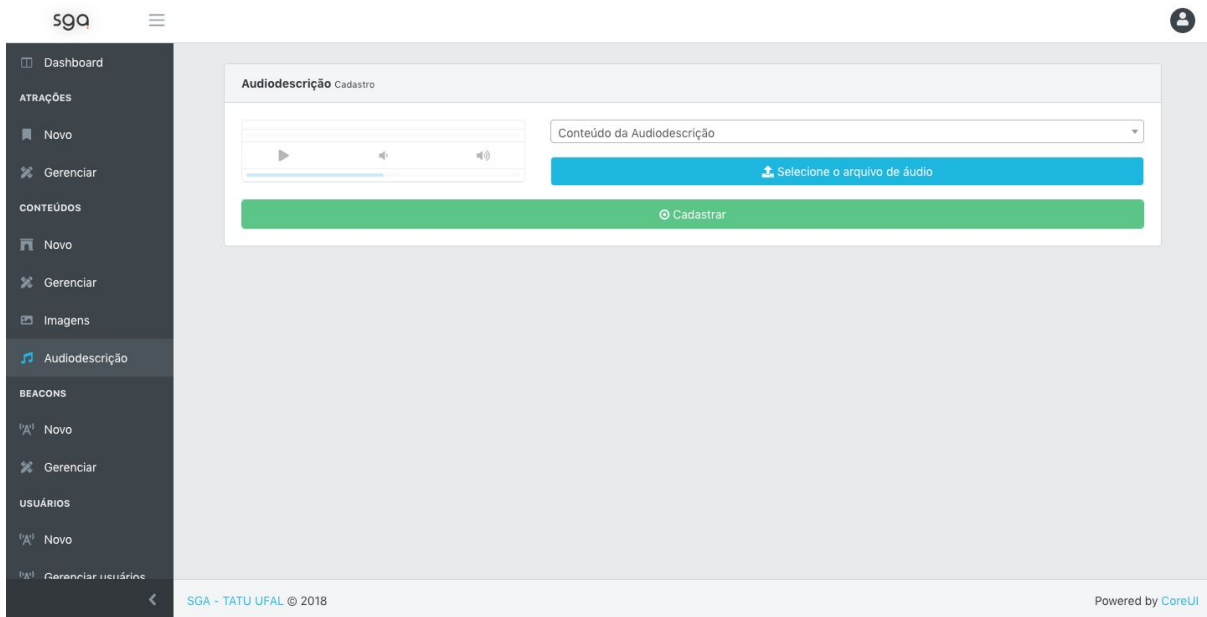 sga
Dashboard
ATRAÇÕES
Novo
Gerenciar
CONTEÚDOS
Novo
Gerenciar
Imagens
Audiodescrição
BEACONS
Novo
Gerenciar
USUÁRIOS
Novo
Gerenciar usuários
Audiodescrição Cadastro
Conteúdo da Audiodescrição
Selecione o arquivo de áudio
Cadastrar
SGA - TATU UFAL © 2018
Powered by CoreUI